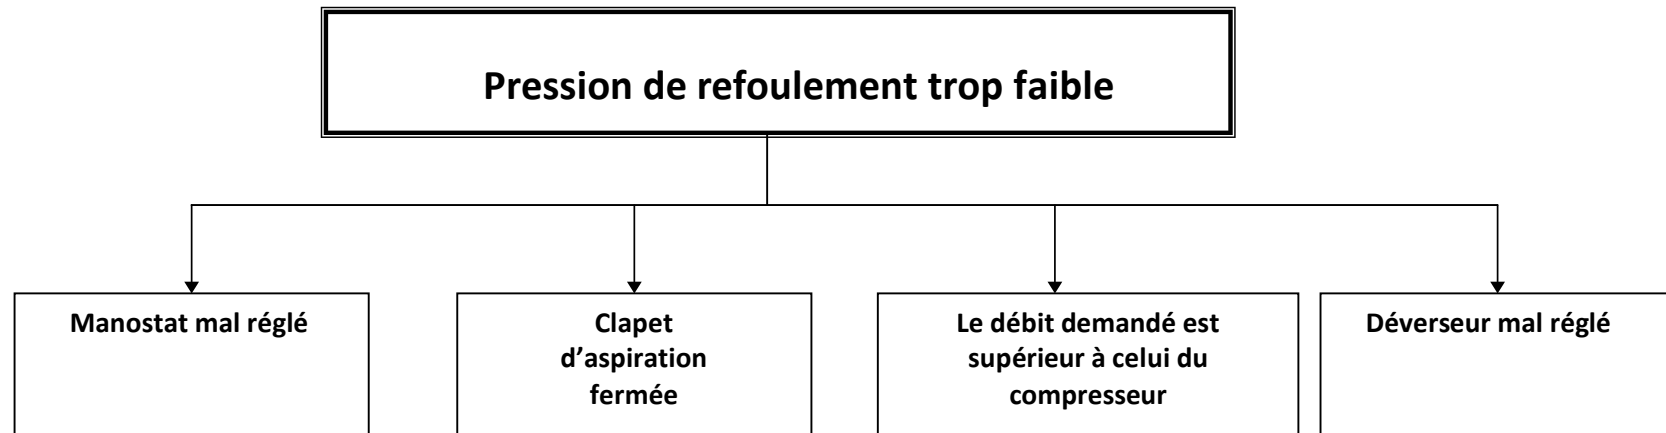 Pression de refoulement trop faible
Manostat mal réglé
Clapet
d’aspiration
fermée
Le débit demandé est
supérieur à celui du
compresseur
Déverseur mal réglé